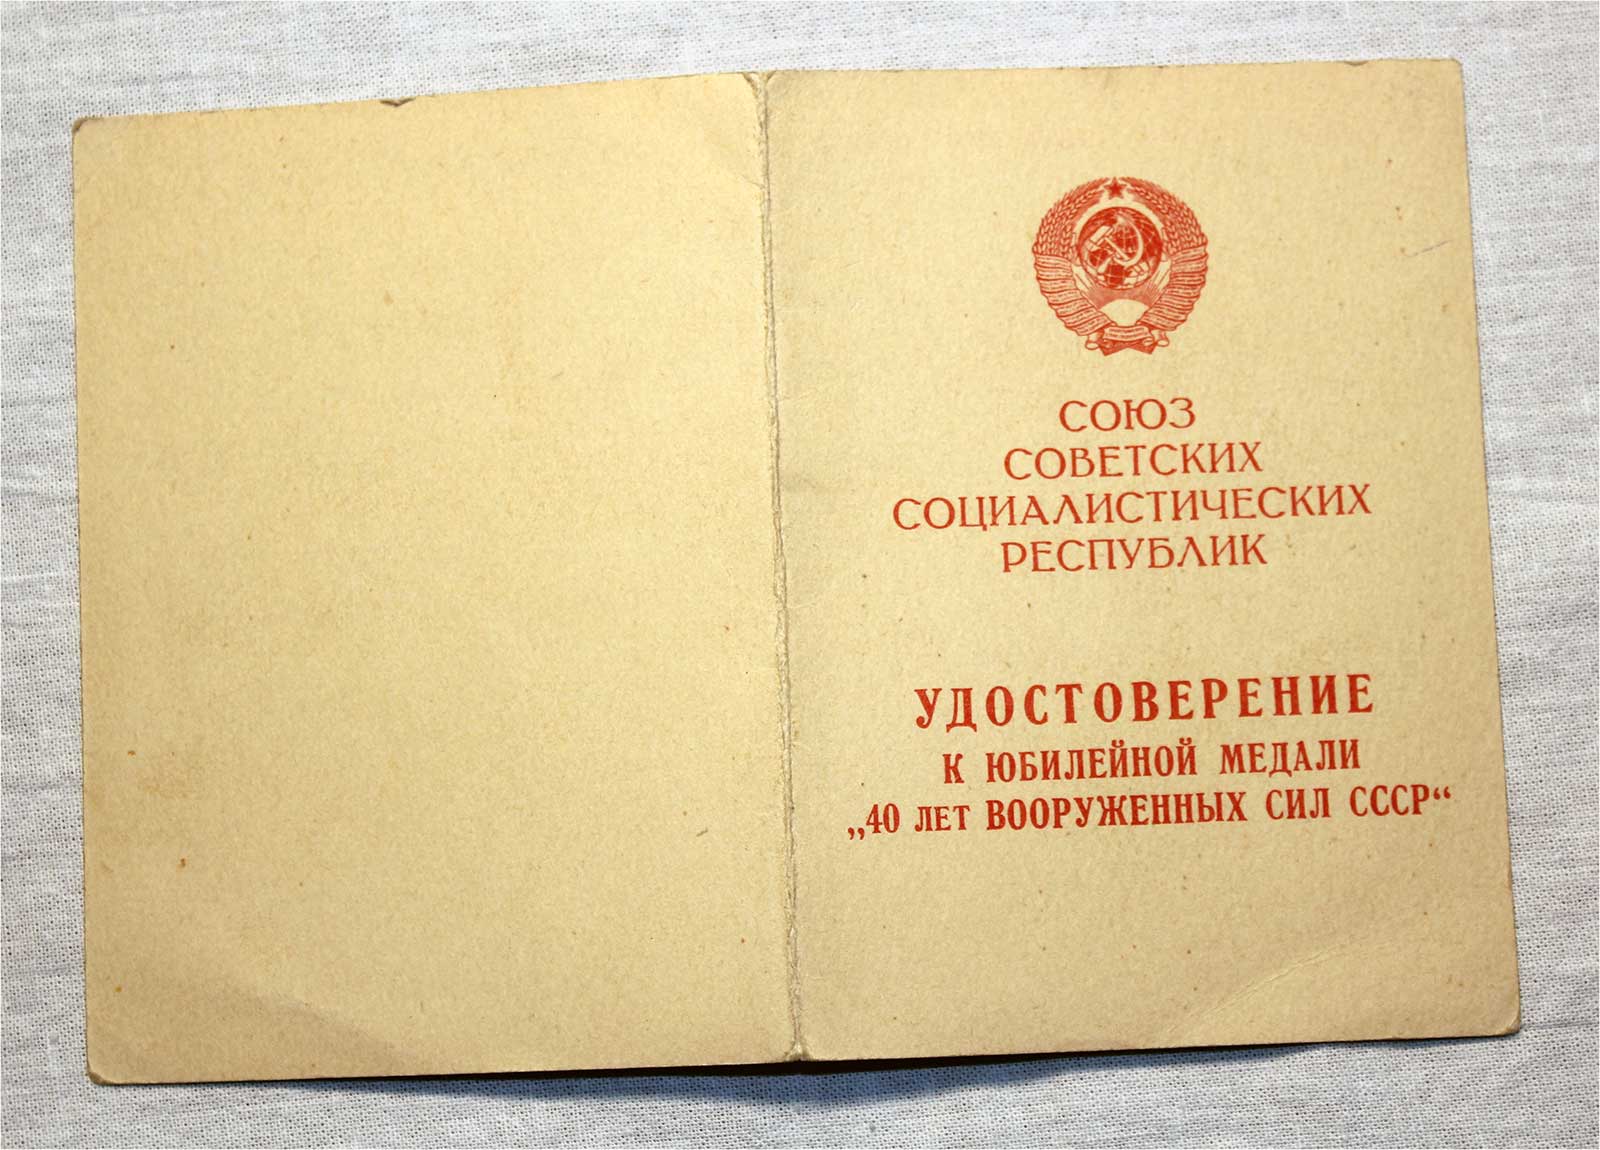 СОЮЗ
СОВЕТСКИХ
СОЦИАЛИСТИЧЕСКИХ
РЕСПУБЛИК
УДОСТОВЕРЕНИЕ
К ЮБИЛЕЙНОЙ МЕДАЛИ
„40 ЛЕТ ВООРУЖЕННЫХ СИЛ СССР“